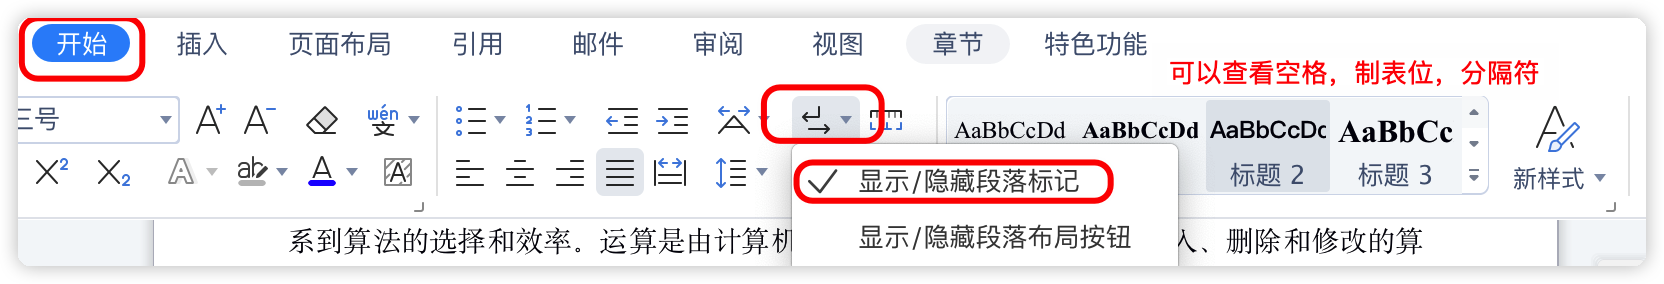 开始 插入 页面布局 引用 邮件 审阅 视图 章节 特色功能
可以查看空格，制表位，分隔符
三号 A+ A- wén 文
AaBbCcDd AaBbCcDd AaBbCcDc AaBbCc
X² X₂ A ab A A
显示/隐藏段落标记
标题 2 标题 3 新样式
显示/隐藏段落布局按钮
系到算法的选择和效率。运算是由计算机 入、删除和修改的算